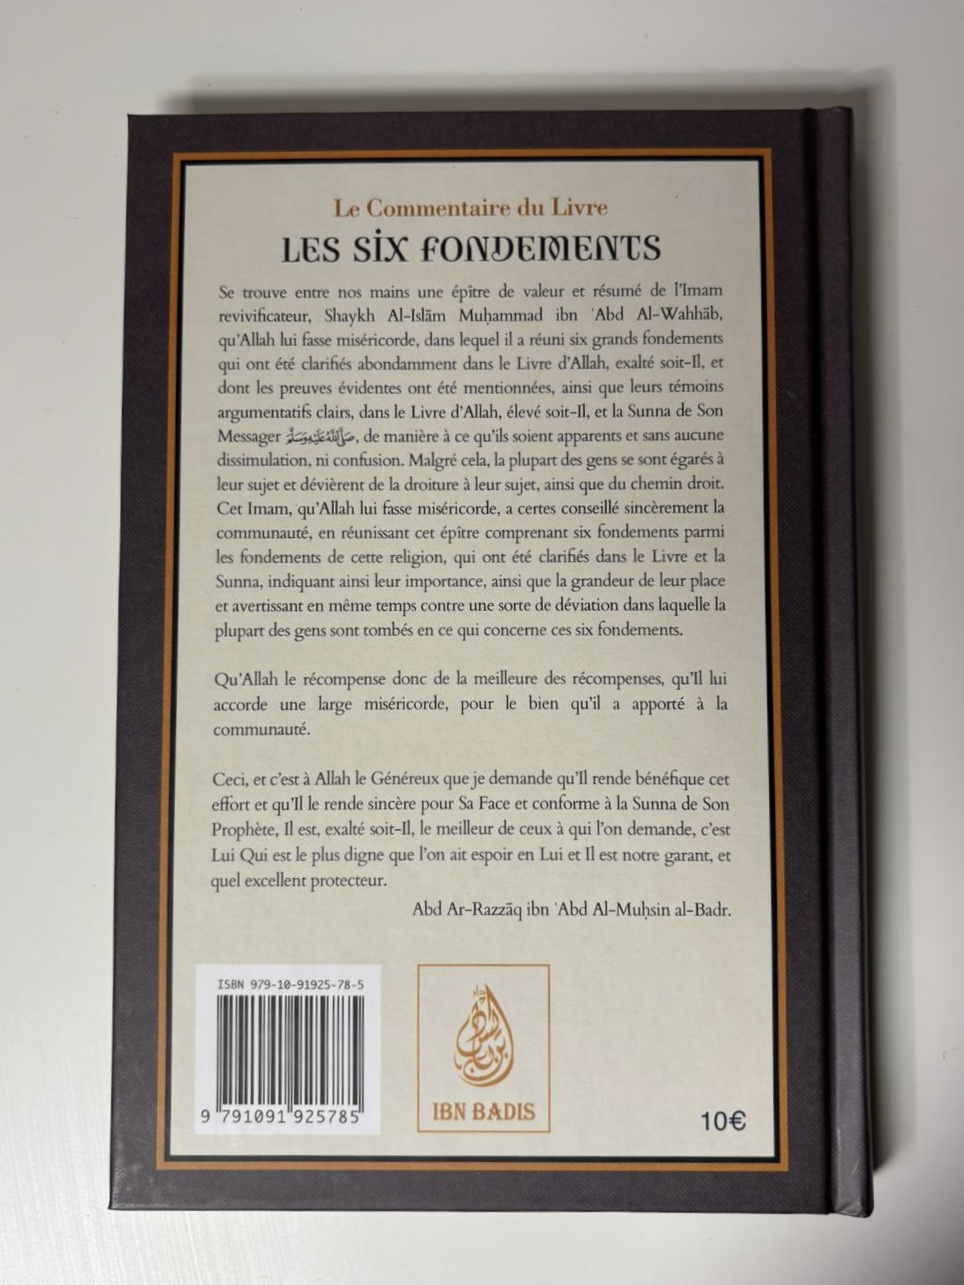 Le Commentaire du Livre
LES SIX FONDEMENTS
Se trouve entre nos mains une épître de valeur et résumé de l'Imam
revivificateur, Shaykh Al-Islām Muḥammad ibn ʿAbd Al-Wahhāb,
qu'Allah lui fasse miséricorde, dans lequel il a réuni six grands fondements
qui ont été clarifiés abondamment dans le Livre d'Allah, exalté soit-Il, et
dont les preuves évidentes ont été mentionnées, ainsi que leurs témoins
argumentatifs clairs, dans le Livre d'Allah, élevé soit-Il, et la Sunna de Son
Messager ﷺ, de manière à ce qu'ils soient apparents et sans aucune
dissimulation, ni confusion. Malgré cela, la plupart des gens se sont égarés à
leur sujet et dévièrent de la droiture à leur sujet, ainsi que du chemin droit.
Cet Imam, qu'Allah lui fasse miséricorde, a certes conseillé sincèrement la
communauté, en réunissant cet épître comprenant six fondements parmi
les fondements de cette religion, qui ont été clarifiés dans le Livre et la
Sunna, indiquant ainsi leur importance, ainsi que la grandeur de leur place
et avertissant en même temps contre une sorte de déviation dans laquelle la
plupart des gens sont tombés en ce qui concerne ces six fondements.
Qu'Allah le récompense donc de la meilleure des récompenses, qu'Il lui
accorde une large miséricorde, pour le bien qu'il a apporté à la
communauté.
Ceci, et c'est à Allah le Généreux que je demande qu'Il rende bénéfique cet
effort et qu'Il le rende sincère pour Sa Face et conforme à la Sunna de Son
Prophète, Il est, exalté soit-Il, le meilleur de ceux à qui l'on demande, c'est
Lui Qui est le plus digne que l'on ait espoir en Lui et Il est notre garant, et
quel excellent protecteur.
Abd Ar-Razzāq ibn ʿAbd Al-Muḥsin al-Badr.
ISBN 979-10-91925-78-5
9 791091 925785
IBN BADIS
10€